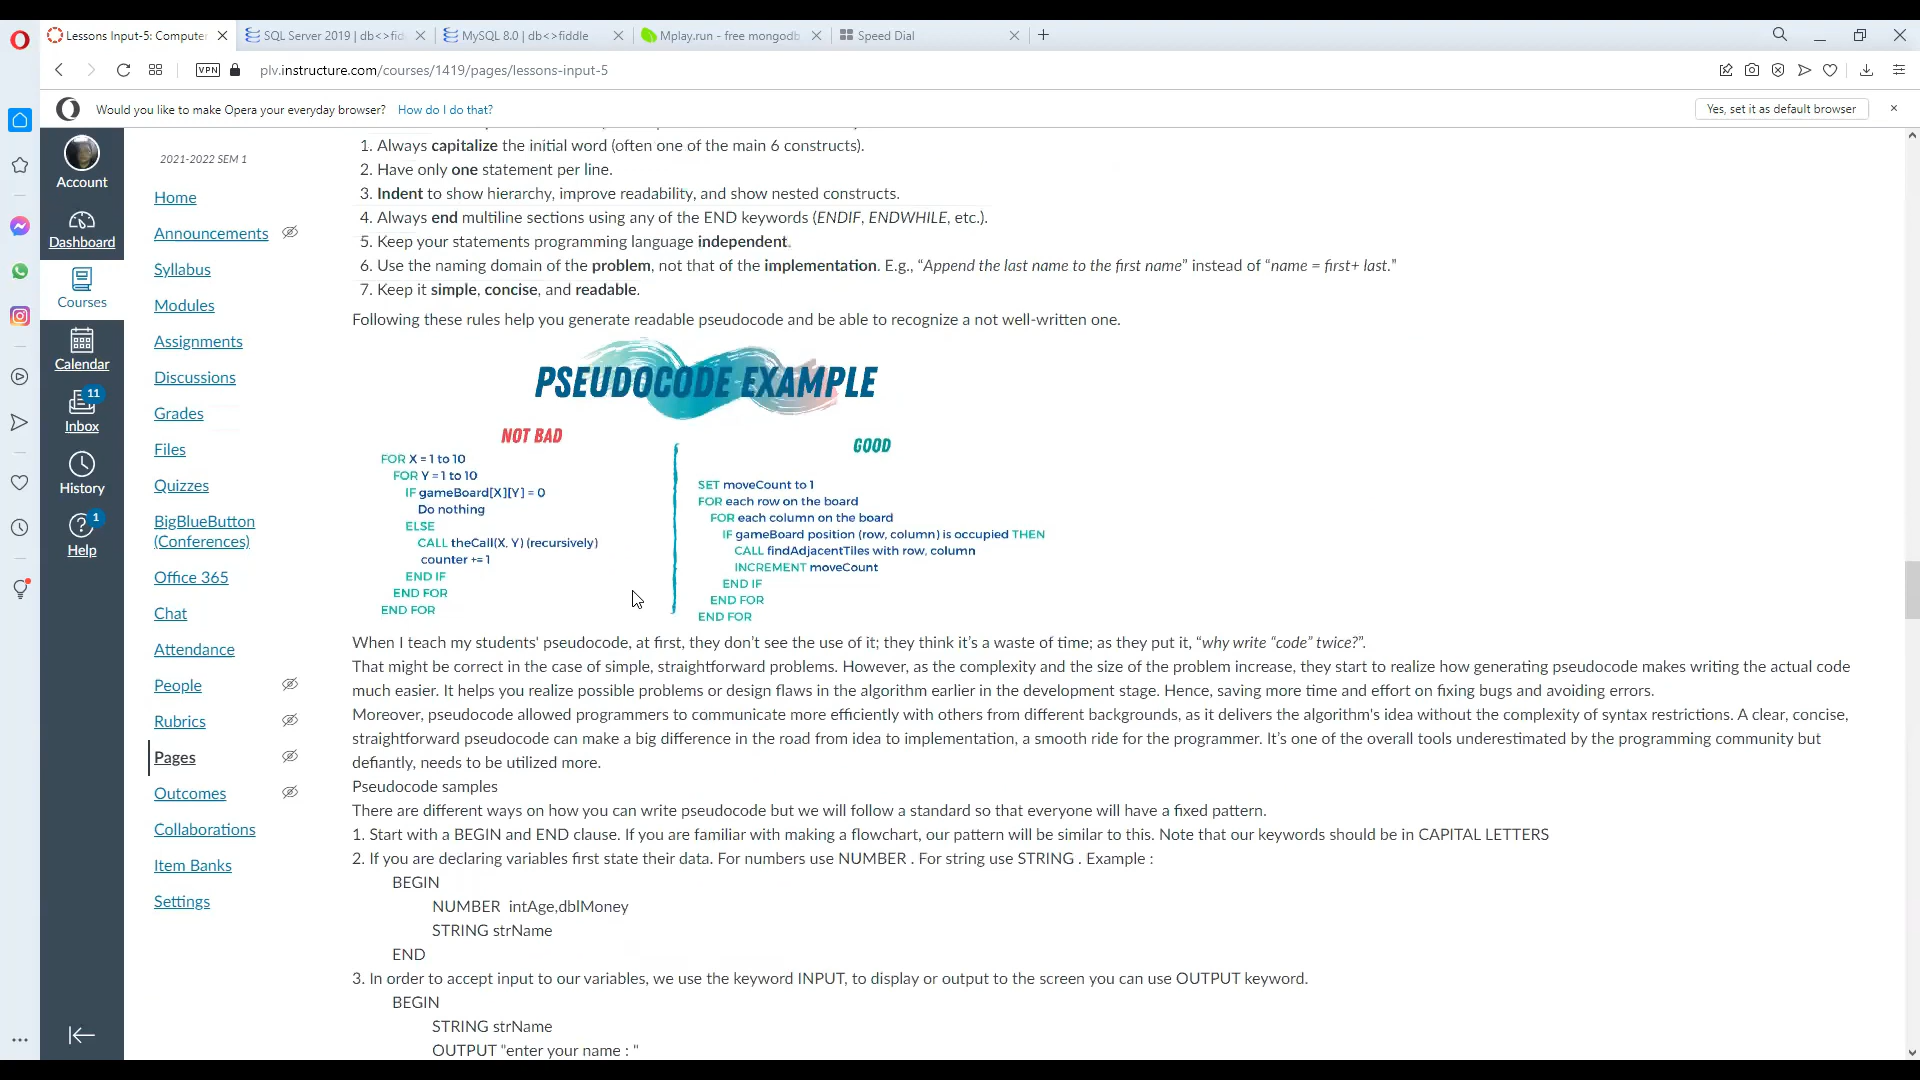 Lessons Input-5: Computer
SQL Server 2019 | db<>fid
MySQL 8.0 | db<>fiddle
Mplay.run - free mongodb
Speed Dial
VPN
plv.instructure.com/courses/1419/pages/lessons-input-5
Would you like to make Opera your everyday browser? How do I do that?
Yes, set it as default browser
Account
Dashboard
Courses
Calendar
11
Inbox
History
1
Help
2021-2022 SEM 1
Home
Announcements
Syllabus
Modules
Assignments
Discussions
Grades
Files
Quizzes
BigBlueButton
(Conferences)
Office 365
Chat
Attendance
People
Rubrics
Pages
Outcomes
Collaborations
Item Banks
Settings
1. Always capitalize the initial word (often one of the main 6 constructs).
2. Have only one statement per line.
3. Indent to show hierarchy, improve readability, and show nested constructs.
4. Always end multiline sections using any of the END keywords (ENDIF, ENDWHILE, etc.).
5. Keep your statements programming language independent.
6. Use the naming domain of the problem, not that of the implementation. E.g., “Append the last name to the first name” instead of “name = first+ last.”
7. Keep it simple, concise, and readable.
Following these rules help you generate readable pseudocode and be able to recognize a not well-written one.
PSEUDOCODE EXAMPLE
NOT BAD
FOR X = 1 to 10
FOR Y = 1 to 10
IF gameBoard[X][Y] = 0
Do nothing
ELSE
CALL theCall(X, Y) (recursively)
counter += 1
END IF
END FOR
END FOR
GOOD
SET moveCount to 1
FOR each row on the board
FOR each column on the board
IF gameBoard position (row, column) is occupied THEN
CALL findAdjacentTiles with row, column
INCREMENT moveCount
END IF
END FOR
END FOR
When I teach my students' pseudocode, at first, they don’t see the use of it; they think it’s a waste of time; as they put it, “why write “code” twice?”.
That might be correct in the case of simple, straightforward problems. However, as the complexity and the size of the problem increase, they start to realize how generating pseudocode makes writing the actual code
much easier. It helps you realize possible problems or design flaws in the algorithm earlier in the development stage. Hence, saving more time and effort on fixing bugs and avoiding errors.
Moreover, pseudocode allowed programmers to communicate more efficiently with others from different backgrounds, as it delivers the algorithm's idea without the complexity of syntax restrictions. A clear, concise,
straightforward pseudocode can make a big difference in the road from idea to implementation, a smooth ride for the programmer. It’s one of the overall tools underestimated by the programming community but
defiantly, needs to be utilized more.
Pseudocode samples
There are different ways on how you can write pseudocode but we will follow a standard so that everyone will have a fixed pattern.
1. Start with a BEGIN and END clause. If you are familiar with making a flowchart, our pattern will be similar to this. Note that our keywords should be in CAPITAL LETTERS
2. If you are declaring variables first state their data. For numbers use NUMBER . For string use STRING . Example :
BEGIN
NUMBER intAge,dblMoney
STRING strName
END
3. In order to accept input to our variables, we use the keyword INPUT, to display or output to the screen you can use OUTPUT keyword.
BEGIN
STRING strName
OUTPUT "enter your name : "